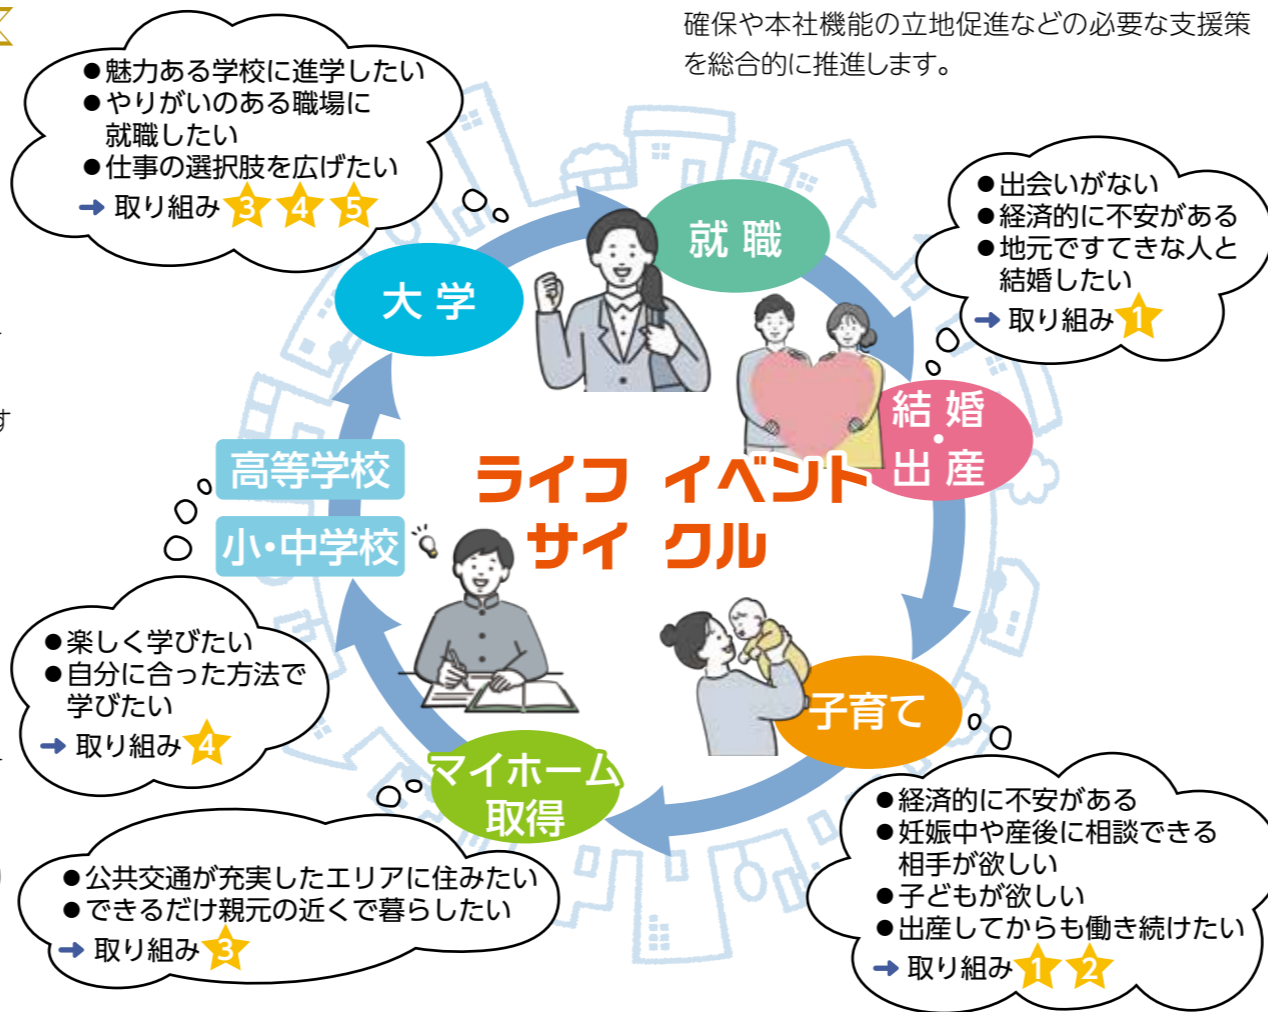 確保や本社機能の立地促進などの必要な支援策
を総合的に推進します。
●魅力ある学校に進学したい
●やりがいのある職場に
就職したい
●仕事の選択肢を広げたい
→ 取り組み 3 4 5
●出会いがない
●経済的に不安がある
●地元ですてきな人と
結婚したい
→ 取り組み 1
就 職
大 学
結 婚
・
出 産
高等学校
小・中学校
ライフ イベント
サイ クル
子育て
マイホーム
取得
●楽しく学びたい
●自分に合った方法で
学びたい
→ 取り組み 4
●公共交通が充実したエリアに住みたい
●できるだけ親元の近くで暮らしたい
→ 取り組み 3
●経済的に不安がある
●妊娠中や産後に相談できる
相手が欲しい
●子どもが欲しい
●出産してからも働き続けたい
→ 取り組み 1 2
す